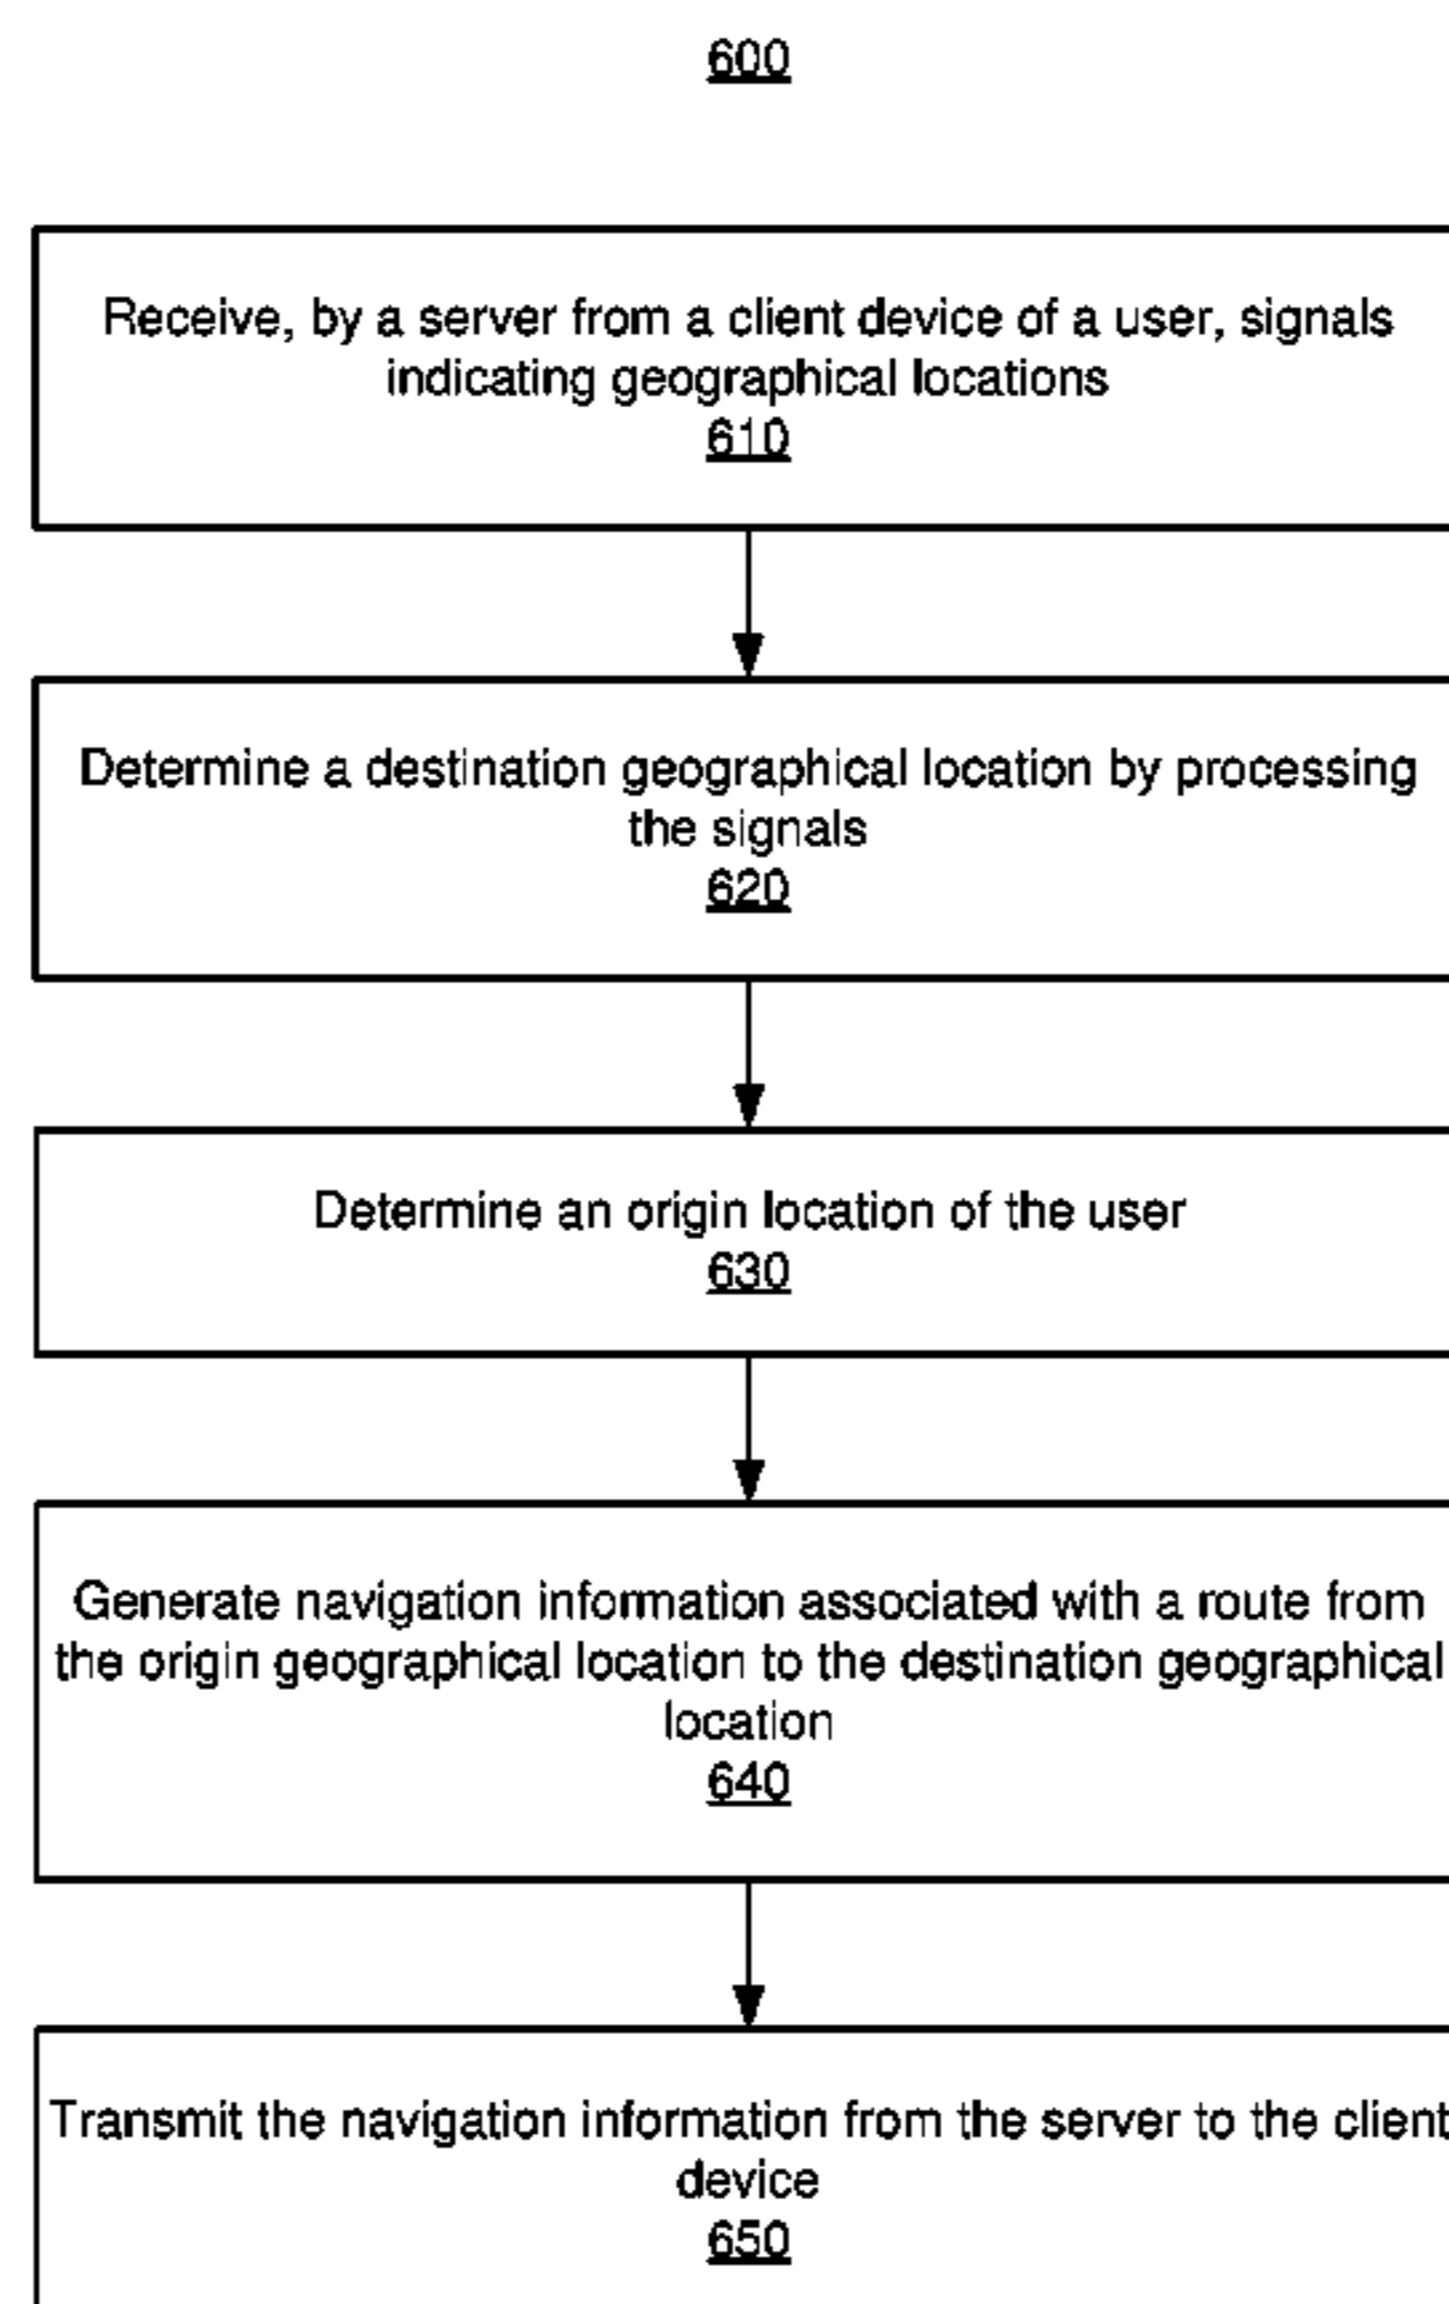 600
Receive, by a server from a client device of a user, signals
indicating geographical locations
610
Determine a destination geographical location by processing
the signals
620
Determine an origin location of the user
630
Generate navigation information associated with a route from
the origin geographical location to the destination geographical
location
640
Transmit the navigation information from the server to the client
device
650